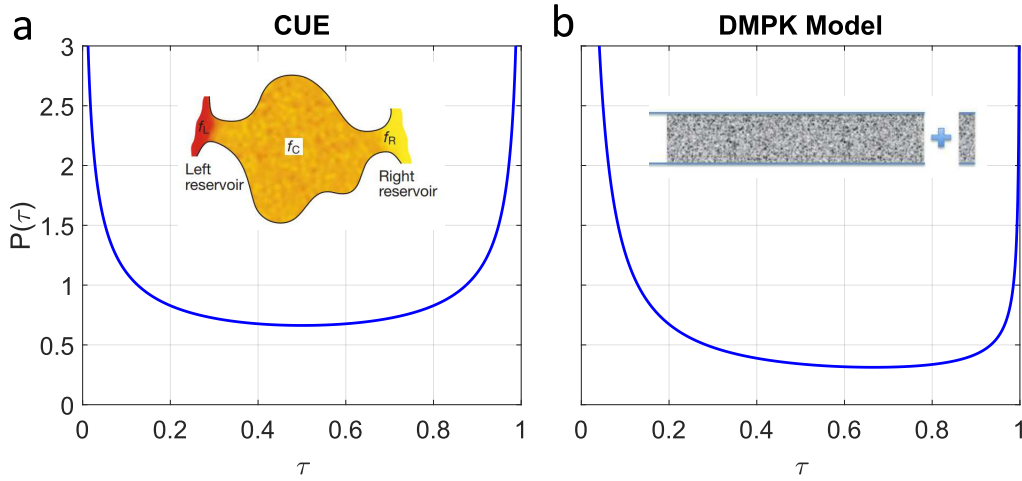 a
CUE
3
2.5
2
1.5
1
0.5
0
P(τ)
f_L
f_C
f_R
Left
reservoir
Right
reservoir
0 0.2 0.4 0.6 0.8 1
τ
b
DMPK Model
0 0.2 0.4 0.6 0.8 1
τ